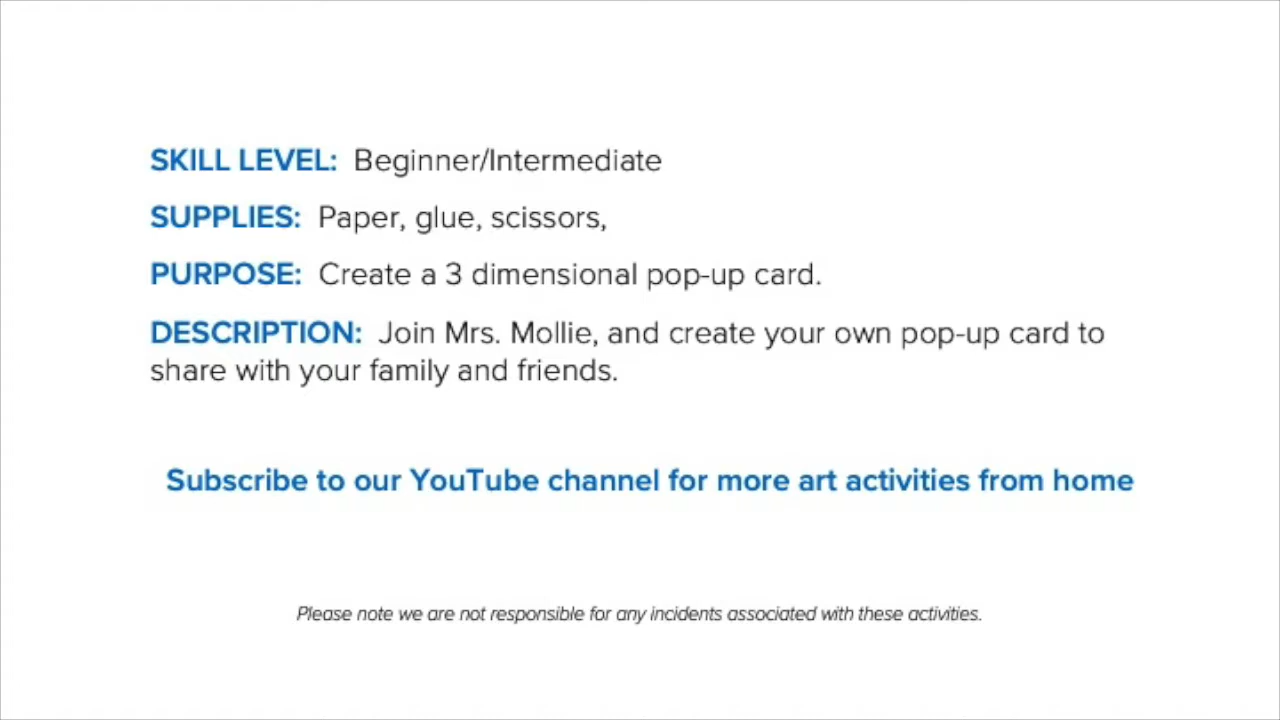 SKILL LEVEL: Beginner/Intermediate
SUPPLIES: Paper, glue, scissors,
PURPOSE: Create a 3 dimensional pop-up card.
DESCRIPTION: Join Mrs. Mollie, and create your own pop-up card to
share with your family and friends.
Subscribe to our YouTube channel for more art activities from home
Please note we are not responsible for any incidents associated with these activities.